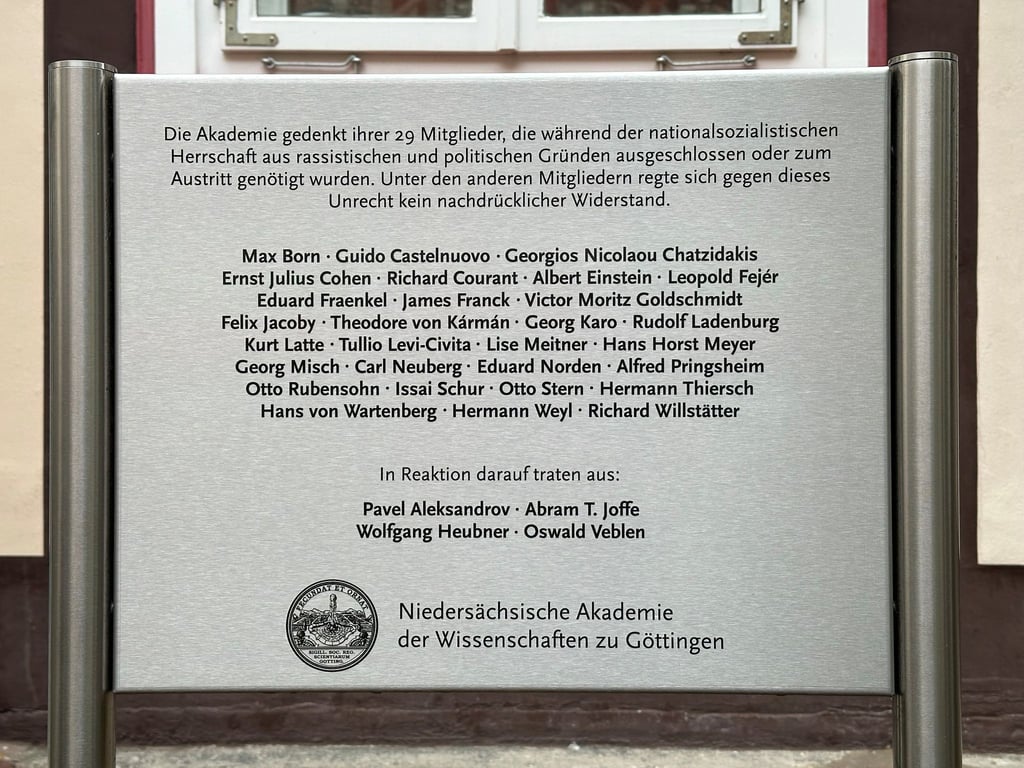 Die Akademie gedenkt ihrer 29 Mitglieder, die während der nationalsozialistischen
Herrschaft aus rassistischen und politischen Gründen ausgeschlossen oder zum
Austritt genötigt wurden. Unter den anderen Mitgliedern regte sich gegen dieses
Unrecht kein nachdrücklicher Widerstand.
Max Born · Guido Castelnuovo · Georgios Nicolaou Chatzidakis
Ernst Julius Cohen · Richard Courant · Albert Einstein · Leopold Fejér
Eduard Fraenkel · James Franck · Victor Moritz Goldschmidt
Felix Jacoby · Theodore von Kármán · Georg Karo · Rudolf Ladenburg
Kurt Latte · Tullio Levi-Civita · Lise Meitner · Hans Horst Meyer
Georg Misch · Carl Neuberg · Eduard Norden · Alfred Pringsheim
Otto Rubensohn · Issai Schur · Otto Stern · Hermann Thiersch
Hans von Wartenberg · Hermann Weyl · Richard Willstätter
In Reaktion darauf traten aus:
Pavel Aleksandrov · Abram T. Joffe
Wolfgang Heubner · Oswald Veblen
FECUNDAT ET ORNAT
SIGILL. SOC. REG.
SCIENTIARUM
GOTTING.
Niedersächsische Akademie
der Wissenschaften zu Göttingen